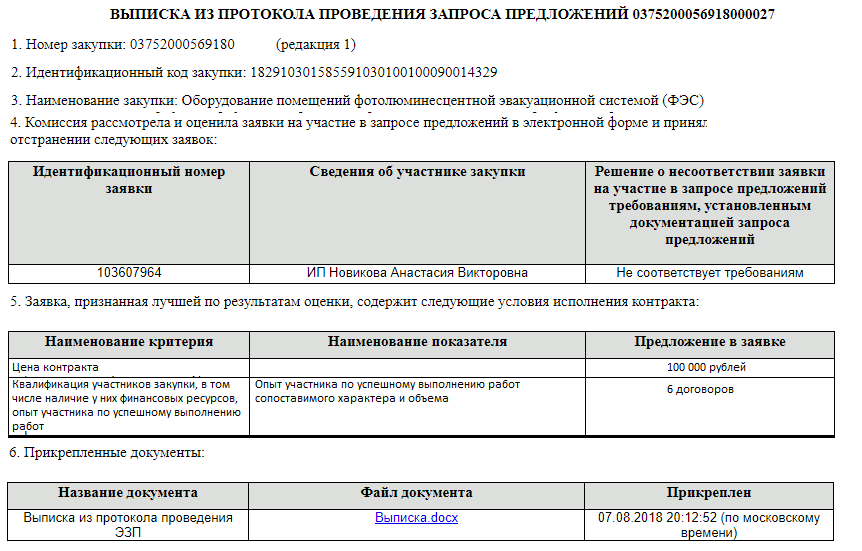 ВЫПИСКА ИЗ ПРОТОКОЛА ПРОВЕДЕНИЯ ЗАПРОСА ПРЕДЛОЖЕНИЙ 0375200056918000027
1. Номер закупки: 03752000569180 (редакция 1)
2. Идентификационный код закупки: 182910301585591030100100090014329
3. Наименование закупки: Оборудование помещений фотолюминесцентной эвакуационной системой (ФЭС)
4. Комиссия рассмотрела и оценила заявки на участие в запросе предложений в электронной форме и принял
отстранении следующих заявок:
Идентификационный номер
заявки
Сведения об участнике закупки
Решение о несоответствии заявки
на участие в запросе предложений
требованиям, установленным
документацией запроса
предложений
103607964
ИП Новикова Анастасия Викторовна
Не соответствует требованиям
5. Заявка, признанная лучшей по результатам оценки, содержит следующие условия исполнения контракта:
Наименование критерия
Наименование показателя
Предложение в заявке
Цена контракта
100 000 рублей
Квалификация участников закупки, в том
числе наличие у них финансовых ресурсов,
опыт участника по успешному выполнению
работ
Опыт участника по успешному выполнению работ
сопоставимого характера и объема
6 договоров
6. Прикрепленные документы:
Название документа
Файл документа
Прикреплен
Выписка из протокола проведения
ЭЗП
Выписка.docx
07.08.2018 20:12:52 (по московскому
времени)